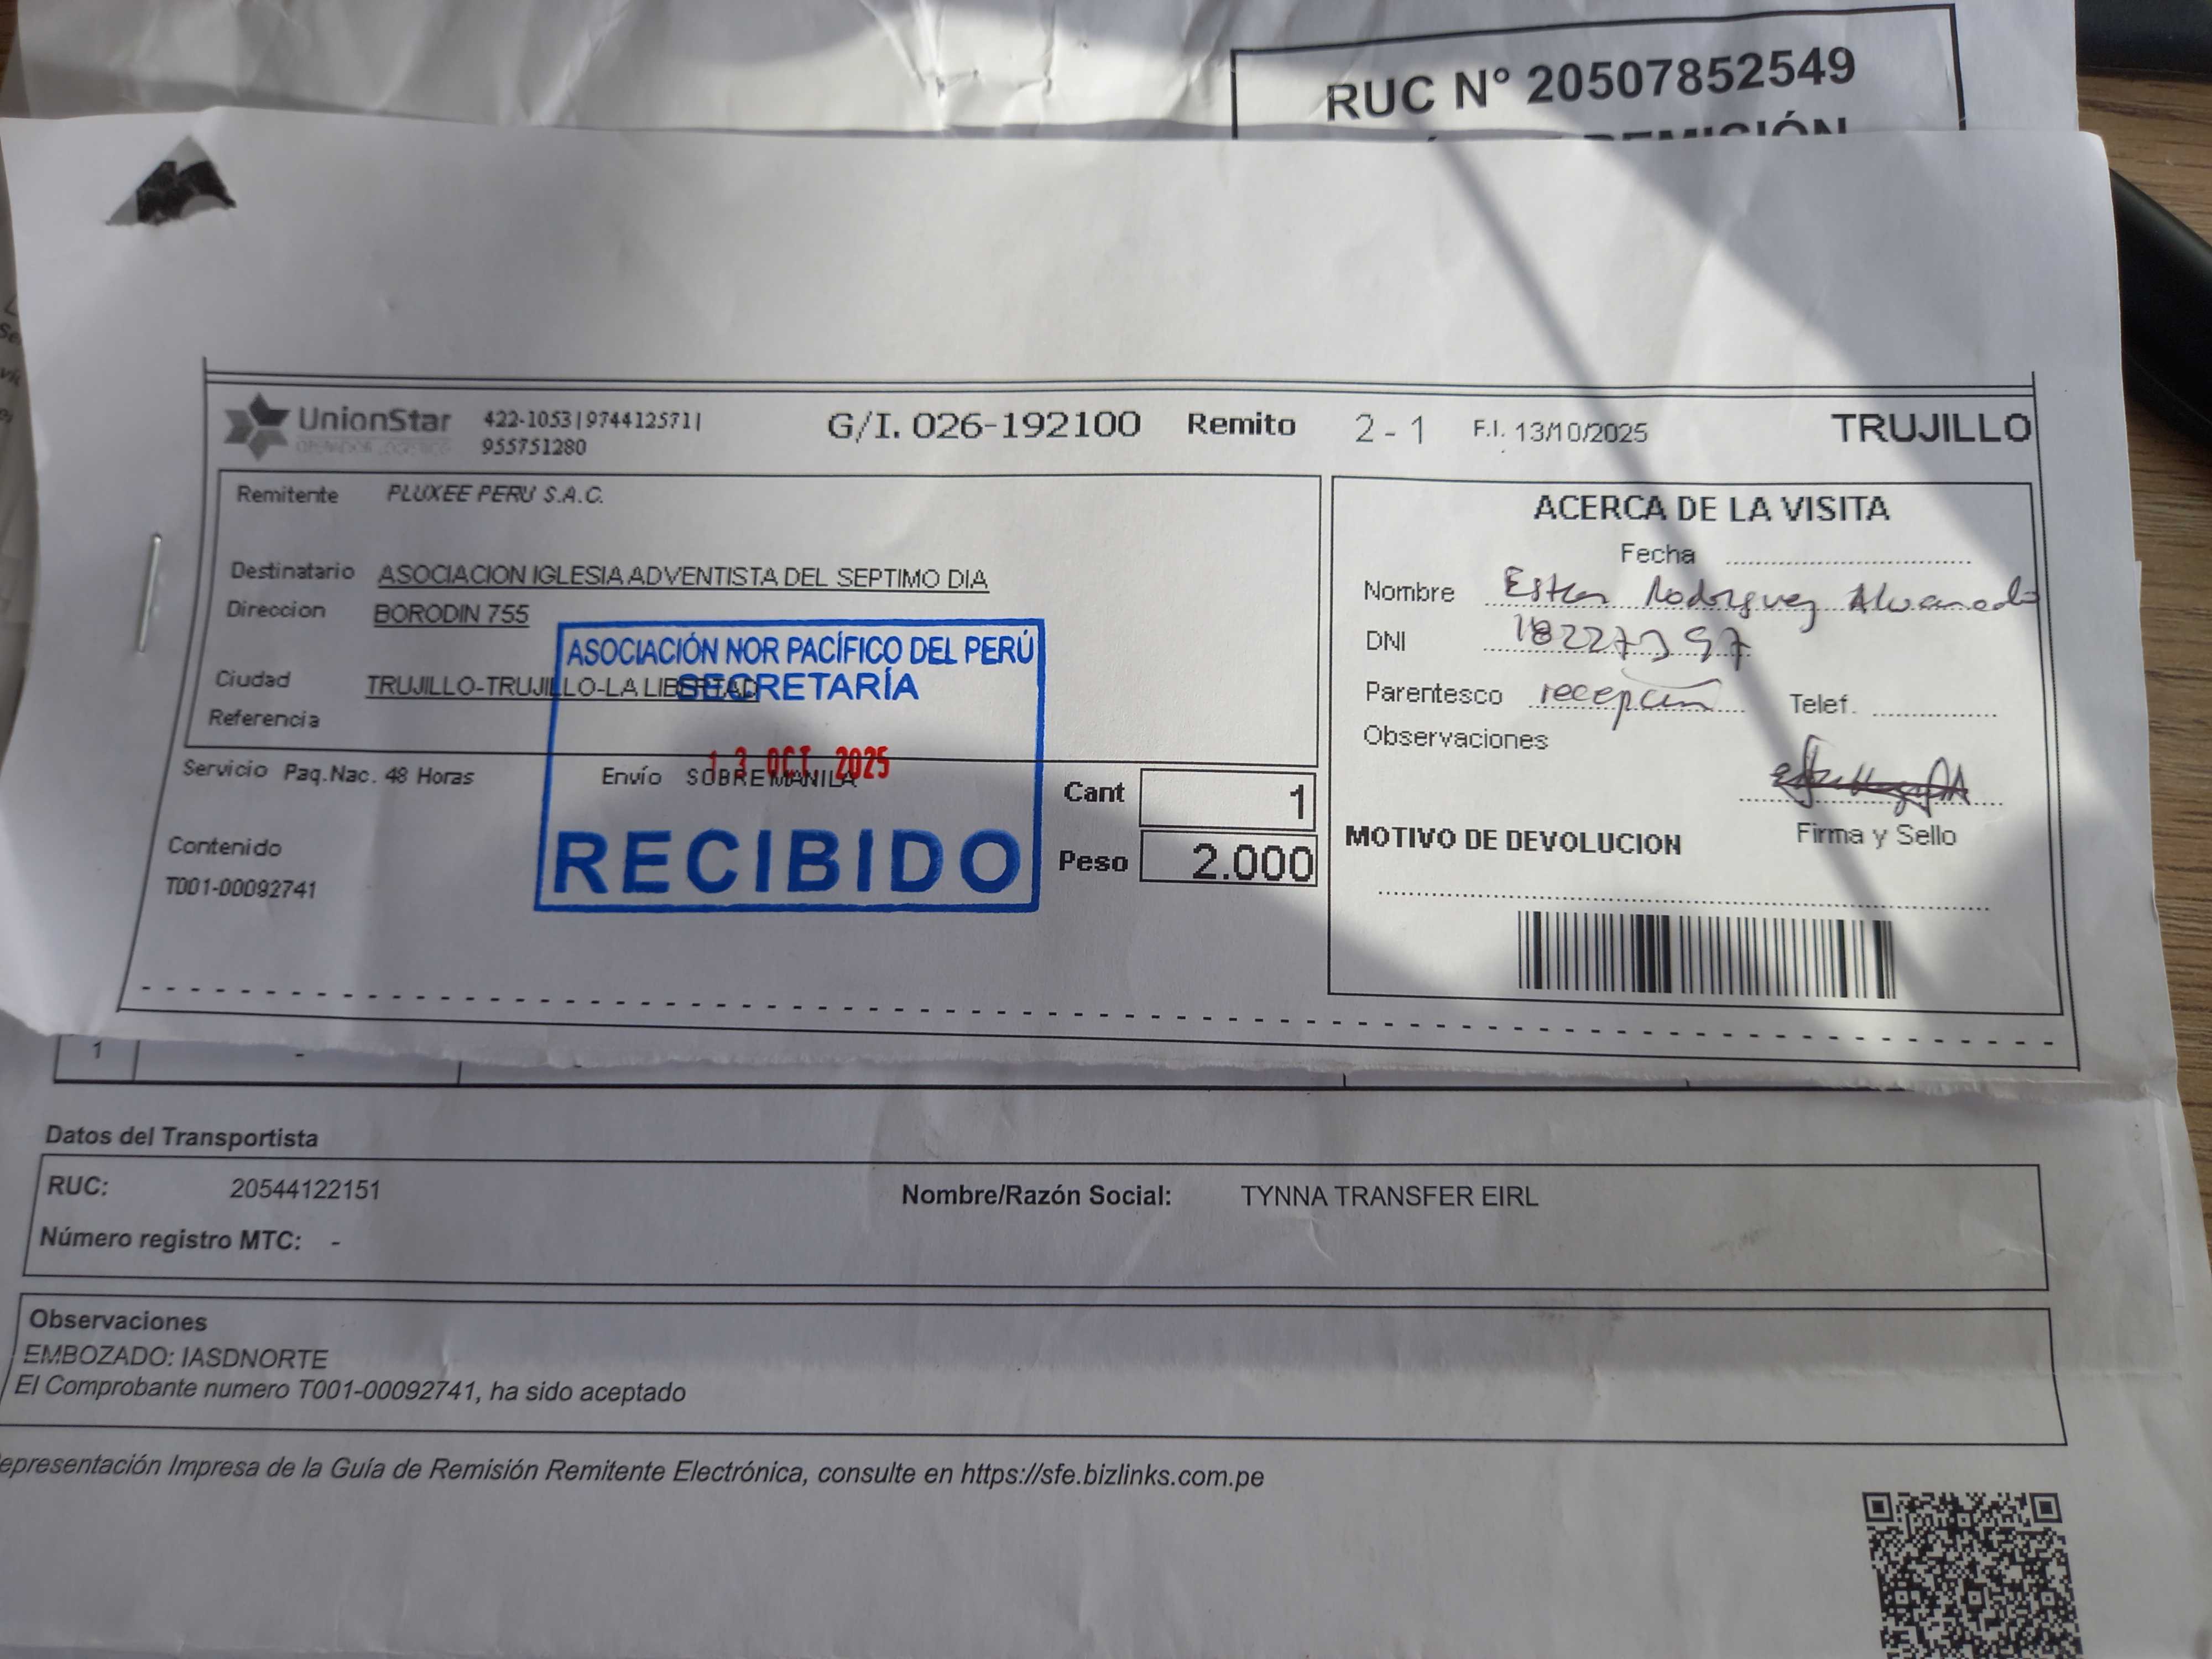 RUC N° 20507852549
UnionStar
422-1053|974412571|
955751280
G/I. 026-192100 Remito 2 - 1 F.I. 13/10/2025 TRUJILLO
Remitente PLUXEE PERU S.A.C.
Destinatario ASOCIACION IGLESIA ADVENTISTA DEL SEPTIMO DIA
Direccion BORODIN 755
Ciudad TRUJILLO-TRUJILLO-LA LIBERTAD
Referencia
Servicio Paq.Nac. 48 Horas Envío SOBRE MANILA
Contenido
T001-00092741
Cant 1
Peso 2.000
ASOCIACIÓN NOR PACÍFICO DEL PERÚ
SECRETARÍA
13 OCT. 2025
RECIBIDO
ACERCA DE LA VISITA
Fecha
Nombre Esther Rodriguez Alvarado
DNI
Parentesco recepcion Telef.
Observaciones
Firma y Sello
MOTIVO DE DEVOLUCION
1 - -
Datos del Transportista
RUC: 20544122151 Nombre/Razón Social: TYNNA TRANSFER EIRL
Número registro MTC: -
Observaciones
EMBOZADO: IASDNORTE
El Comprobante numero T001-00092741, ha sido aceptado
epresentación Impresa de la Guía de Remisión Remitente Electrónica, consulte en https://sfe.bizlinks.com.pe